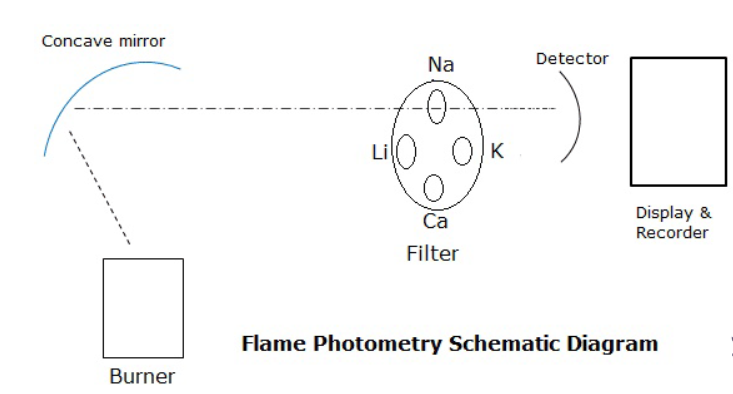 Concave mirror
Na
Detector
Li
K
Ca
Filter
Display &
Recorder
Flame Photometry Schematic Diagram
Burner